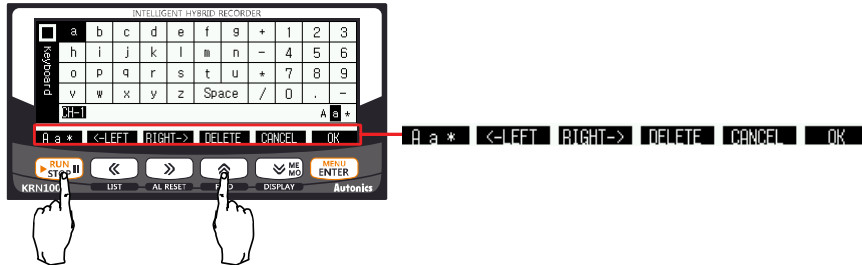 INTELLIGENT HYBRID RECORDER
Keyboard
a b c d e f g + 1 2 3
h i j k l m n - 4 5 6
o p q r s t u * 7 8 9
v w x y z Space / 0 . -
CH-1 A a *
A a * <-LEFT RIGHT-> DELETE CANCEL OK
A a * <-LEFT RIGHT-> DELETE CANCEL OK
RUN STOP « » MEMO MENU ENTER
KRN100 LIST AL RESET DISPLAY Autonics